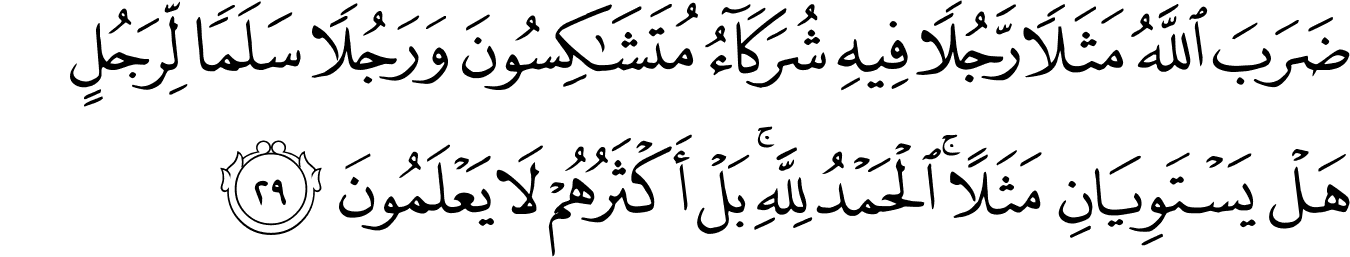 ضَرَبَ ٱللَّهُ مَثَلًا رَّجُلًا فِيهِ شُرَكَآءُ مُتَشَـٰكِسُونَ وَرَجُلًا سَلَمًا لِّرَجُلٍ
هَلْ يَسْتَوِيَانِ مَثَلًا ۚ ٱلْحَمْدُ لِلَّهِ ۚ بَلْ أَكْثَرُهُمْ لَا يَعْلَمُونَ ٢٩